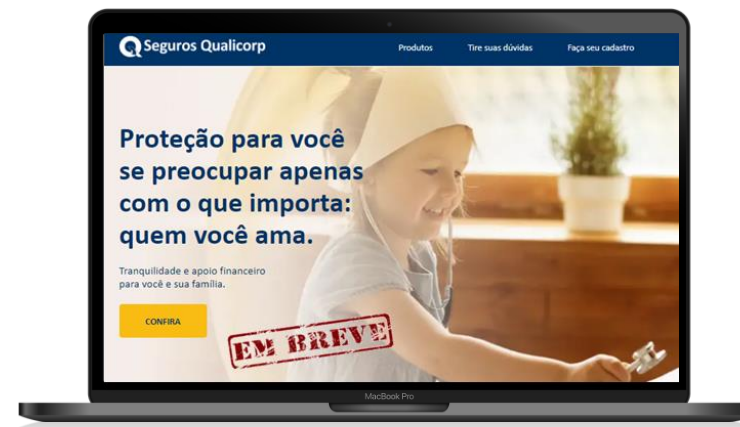 Seguros Qualicorp
Produtos
Tire suas dúvidas
Faça seu cadastro
Proteção para você
se preocupar apenas
com o que importa:
quem você ama.
Tranquilidade e apoio financeiro
para você e sua família.
CONFIRA
EM BREVE
MacBook Pro